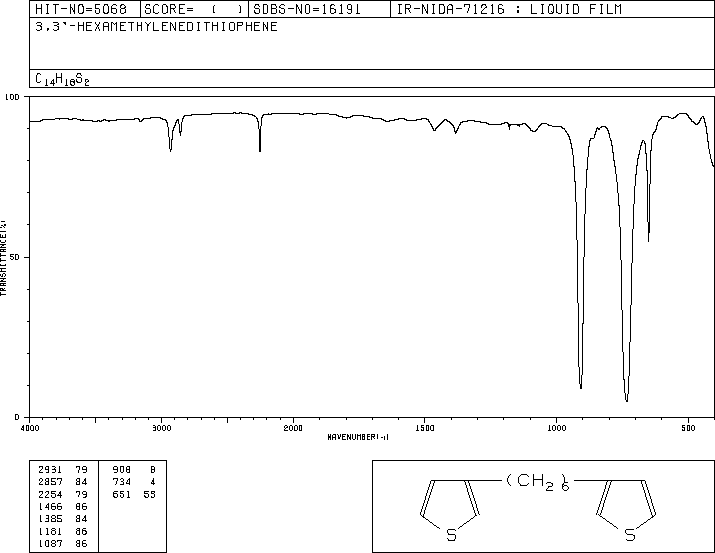 HIT-NO=5068 SCORE= ( ) SDBS-NO=16191 IR-NIDA-71216 : LIQUID FILM
3,3'-HEXAMETHYLENEDITHIOPHENE
C14H18S2
100
50
0
TRANSMITTANCE(%)
4000 3000 2000 1500 1000 500
WAVENUMBER(-1)
2931 79 908 8
2857 84 734 4
2254 79 651 55
1466 86
1385 84
1181 86
1087 86
(CH2)6
S S